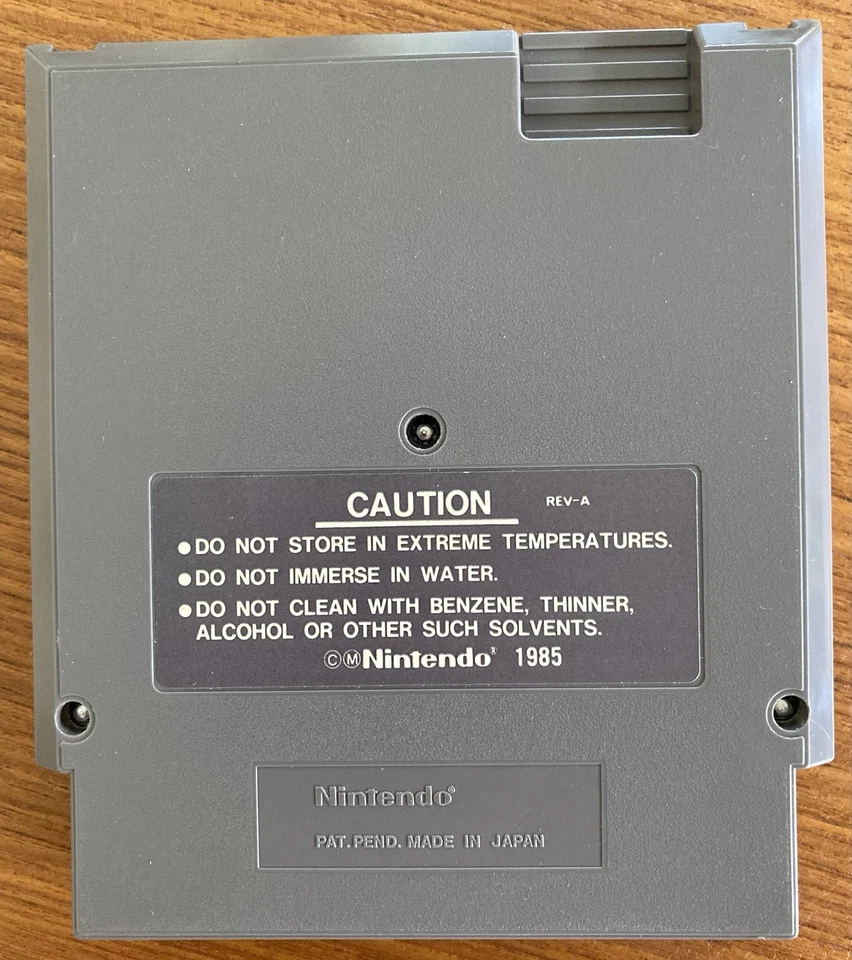 CAUTION REV-A
●DO NOT STORE IN EXTREME TEMPERATURES.
●DO NOT IMMERSE IN WATER.
●DO NOT CLEAN WITH BENZENE, THINNER,
ALCOHOL OR OTHER SUCH SOLVENTS.
©ⓂNintendo® 1985
Nintendo®
PAT. PEND. MADE IN JAPAN